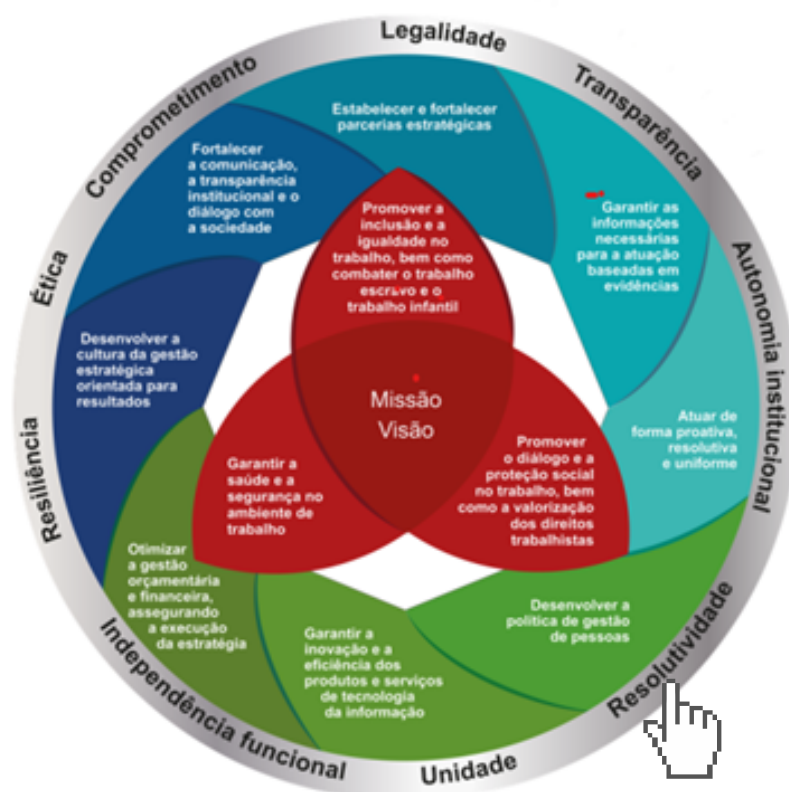 Legalidade
Transparência
Autonomia institucional
Resolutividade
Unidade
Independência funcional
Resiliência
Ética
Comprometimento
Estabelecer e fortalecer
parcerias estratégicas
Garantir as
informações
necessárias
para a atuação
baseadas em
evidências
Atuar de
forma proativa,
resolutiva
e uniforme
Desenvolver a
política de gestão
de pessoas
Garantir a
inovação e a
eficiência dos
produtos e serviços
de tecnologia
da informação
Otimizar
a gestão
orçamentária
e financeira,
assegurando
a execução
da estratégia
Desenvolver a
cultura da gestão
estratégica
orientada para
resultados
Fortalecer
a comunicação,
a transparência
institucional e o
diálogo com
a sociedade
Promover a
inclusão e a
igualdade no
trabalho, bem como
combater o trabalho
escravo e o
trabalho infantil
Promover
o diálogo e a
proteção social
no trabalho, bem
como a valorização
dos direitos
trabalhistas
Garantir a
saúde e a
segurança no
ambiente de
trabalho
Missão
Visão